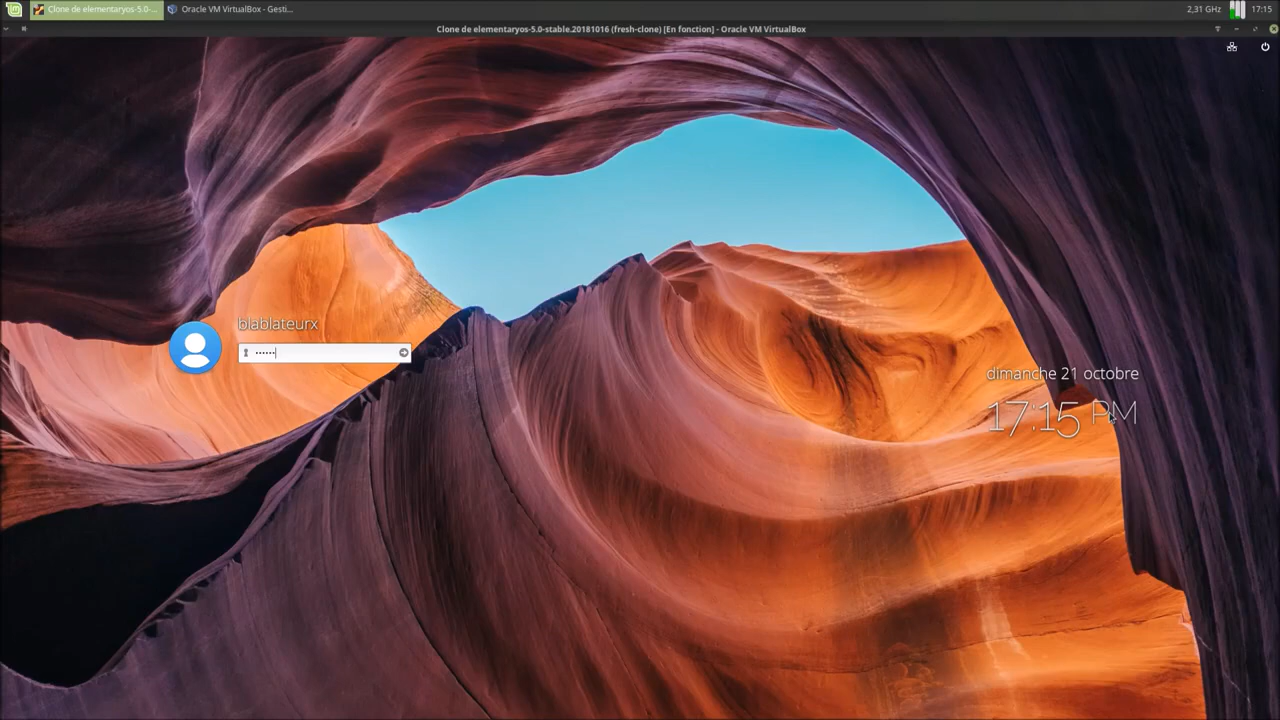 Clone de elementaryos-5.0-...
Oracle VM VirtualBox - Gesti...
2,31 GHz
17:15
Clone de elementaryos-5.0-stable.20181016 (fresh-clone) [En fonction] - Oracle VM VirtualBox
blablateurx
dimanche 21 octobre
17:15 PM